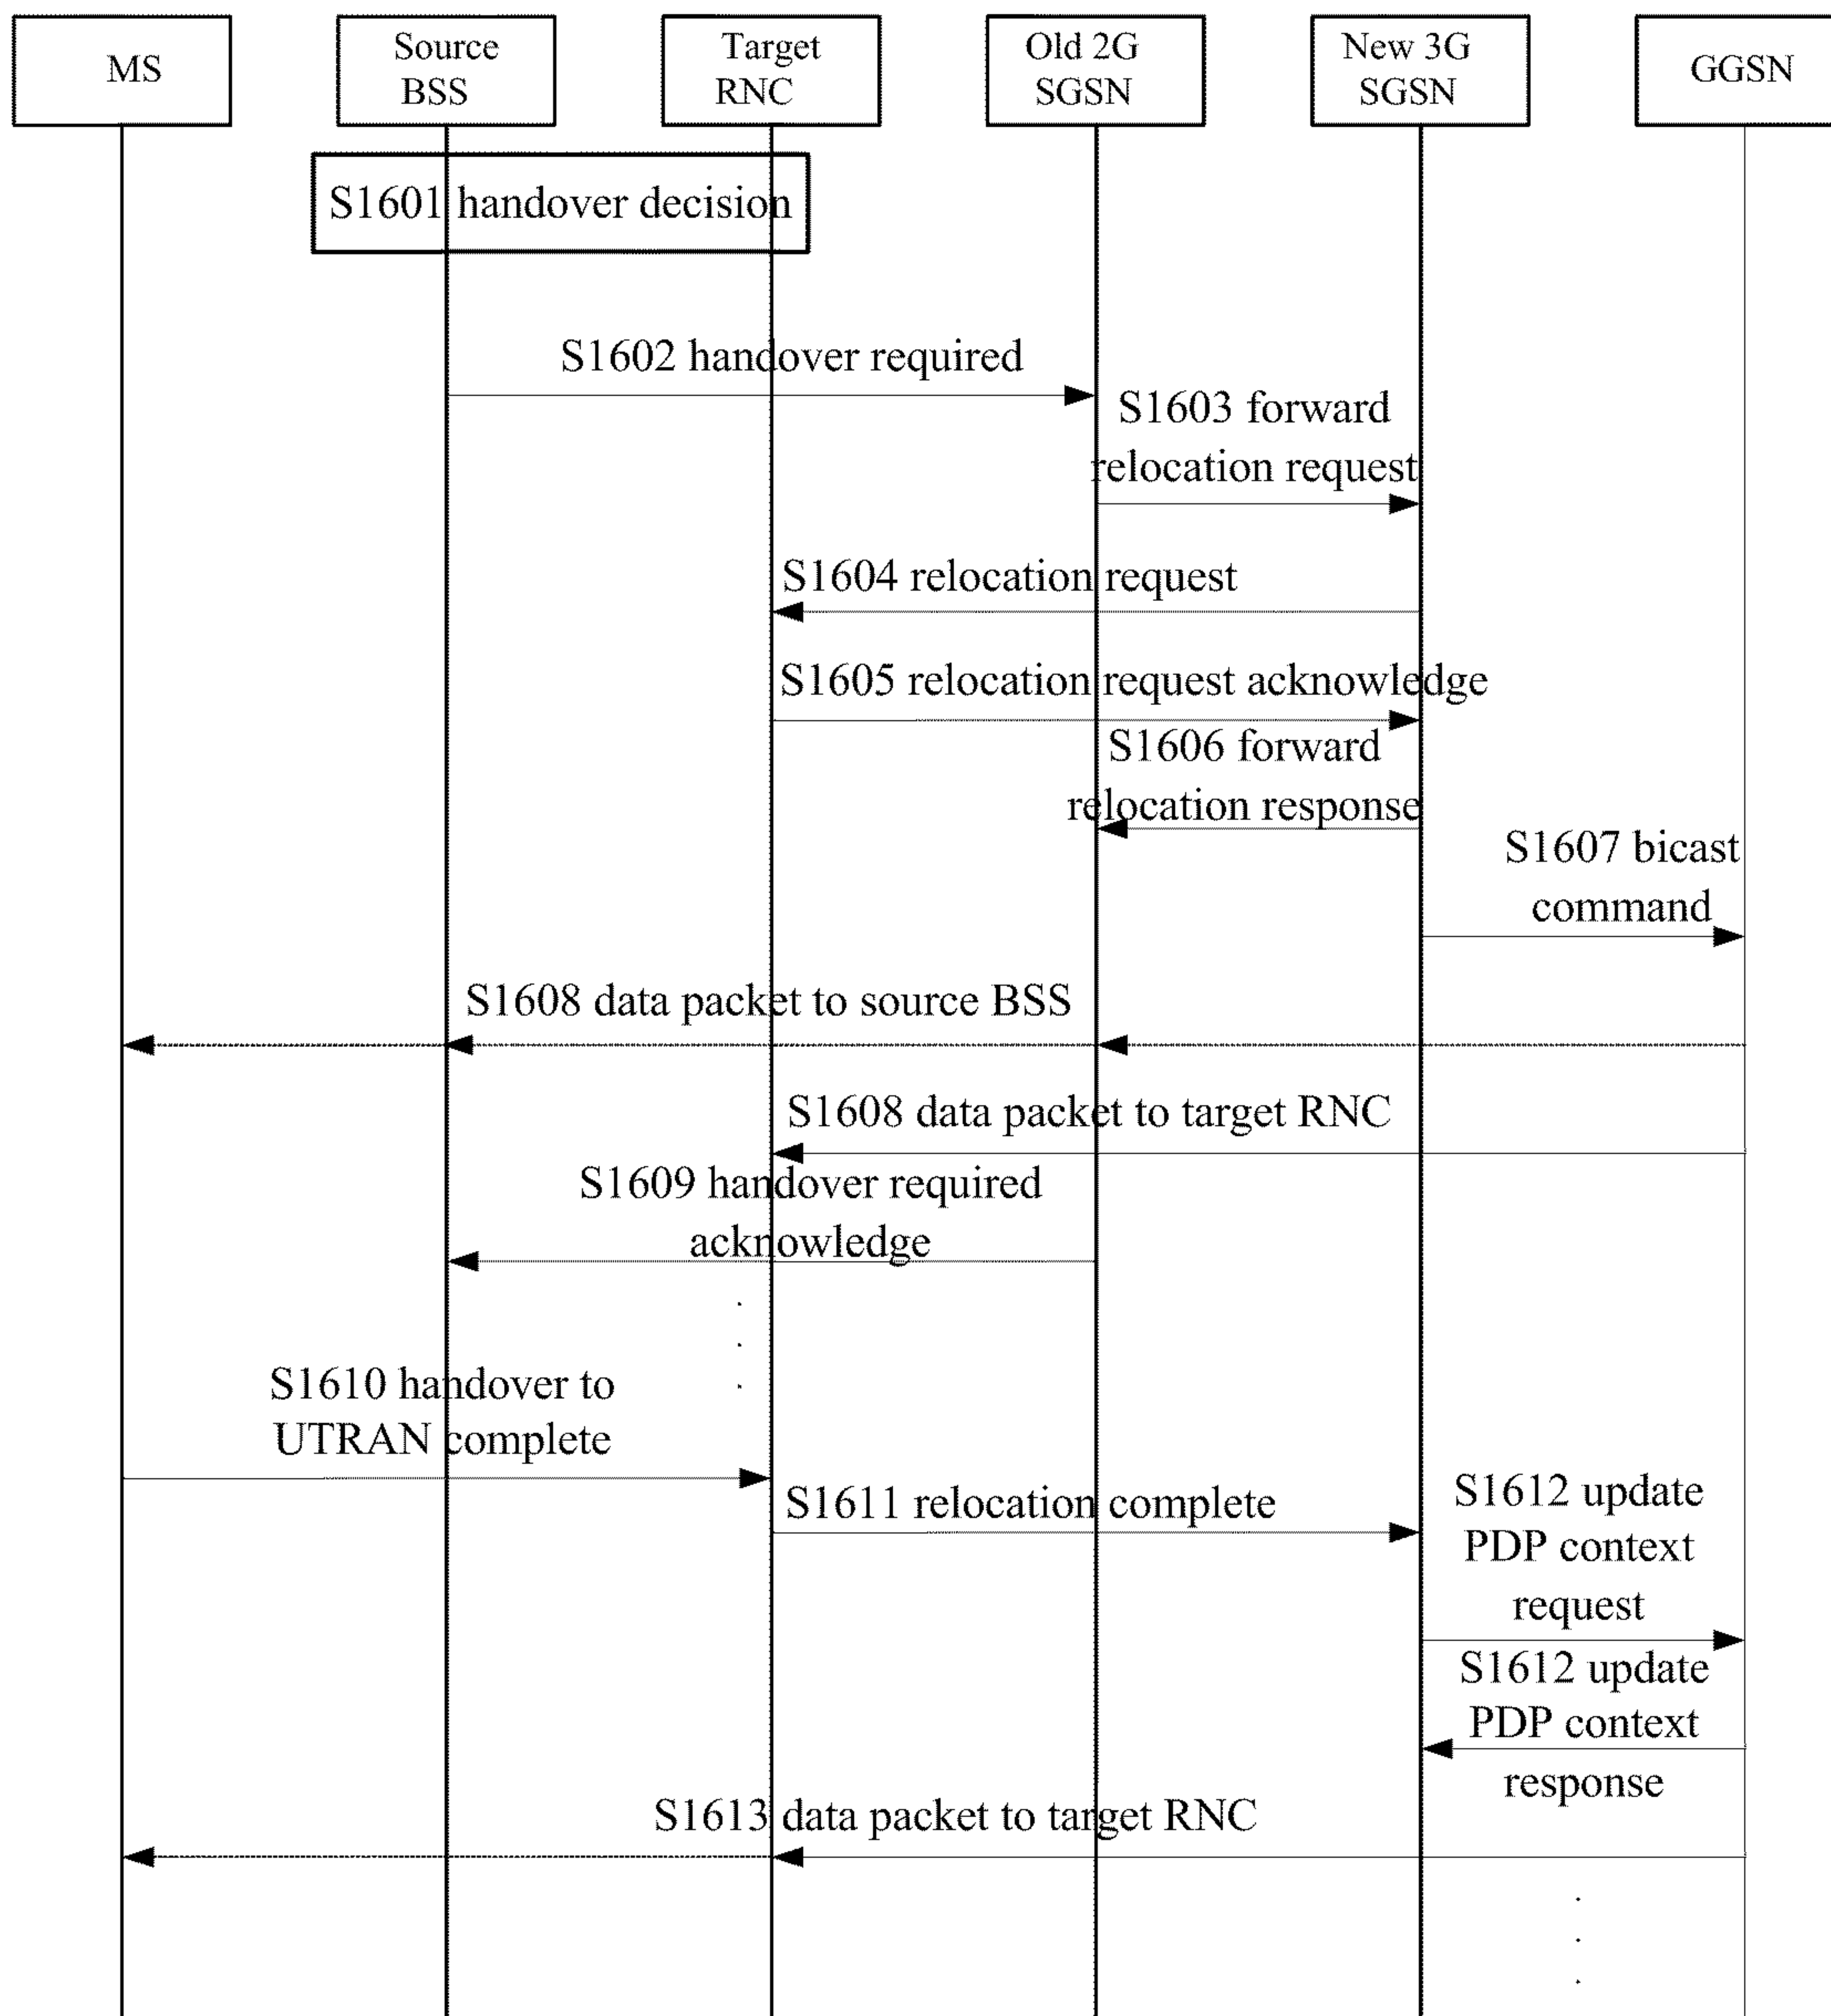 MS
Source
BSS
Target
RNC
Old 2G
SGSN
New 3G
SGSN
GGSN
S1601 handover decision
S1602 handover required
S1603 forward
relocation request
S1604 relocation request
S1605 relocation request acknowledge
S1606 forward
relocation response
S1607 bicast
command
S1608 data packet to source BSS
S1608 data packet to target RNC
S1609 handover required
acknowledge
S1610 handover to
UTRAN complete
S1611 relocation complete
S1612 update
PDP context
request
S1612 update
PDP context
response
S1613 data packet to target RNC